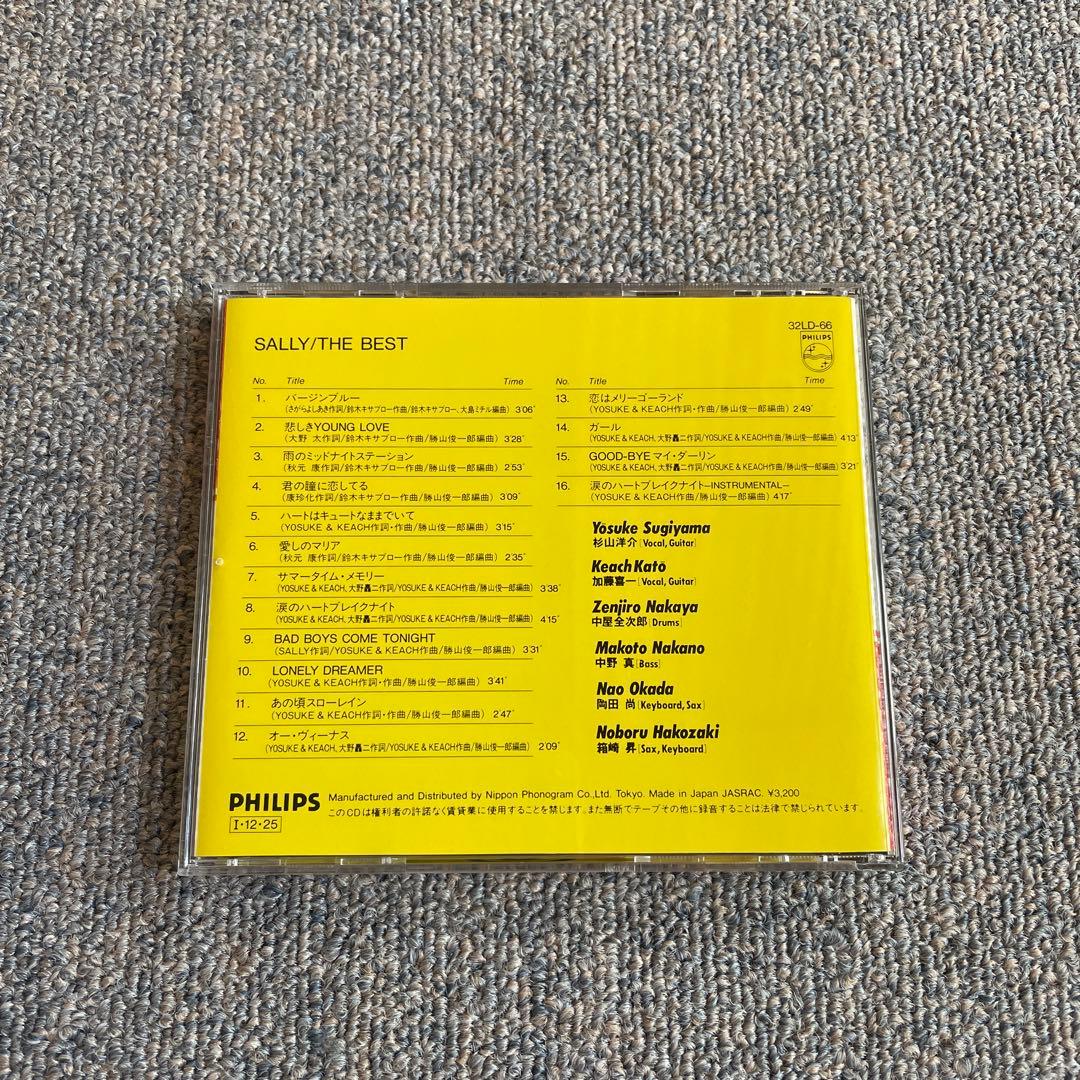 SALLY/THE BEST
32LD-66
PHILIPS
No. Title Time
1. バージンブルー
(さがらよしあき作詞/鈴木キサブロー作曲/鈴木キサブロー、大島ミチル編曲) 3'06"
2. 悲しきYOUNG LOVE
(大野 太作詞/鈴木キサブロー作曲/勝山俊一郎編曲) 3'28"
3. 雨のミッドナイトステーション
(秋元 康作詞/鈴木キサブロー作曲/勝山俊一郎編曲) 2'53"
4. 君の瞳に恋してる
(康珍化作詞/鈴木キサブロー作曲/勝山俊一郎編曲) 3'09"
5. ハートはキュートなままでいて
(YOSUKE & KEACH作詞・作曲/勝山俊一郎編曲) 3'15"
6. 愛しのマリア
(秋元 康作詞/鈴木キサブロー作曲/勝山俊一郎編曲) 2'35"
7. サマータイム・メモリー
(YOSUKE & KEACH、大野轟二作詞/YOSUKE & KEACH作曲/勝山俊一郎編曲) 3'38"
8. 涙のハートブレイクナイト
(YOSUKE & KEACH、大野轟二作詞/YOSUKE & KEACH作曲/勝山俊一郎編曲) 4'15"
9. BAD BOYS COME TONIGHT
(SALLY作詞/YOSUKE & KEACH作曲/勝山俊一郎編曲) 3'31"
10. LONELY DREAMER
(YOSUKE & KEACH作詞・作曲/勝山俊一郎編曲) 3'41"
11. あの頃スローレイン
(YOSUKE & KEACH作詞・作曲/勝山俊一郎編曲) 2'47"
12. オー・ヴィーナス
(YOSUKE & KEACH、大野轟二作詞/YOSUKE & KEACH作曲/勝山俊一郎編曲) 2'09"
No. Title Time
13. 恋はメリーゴーランド
(YOSUKE & KEACH作詞・作曲/勝山俊一郎編曲) 2'49"
14. ガール
(YOSUKE & KEACH、大野轟二作詞/YOSUKE & KEACH作曲/勝山俊一郎編曲) 4'13"
15. GOOD-BYEマイ・ダーリン
(YOSUKE & KEACH、大野轟二作詞/YOSUKE & KEACH作曲/勝山俊一郎編曲) 3'21"
16. 涙のハートブレイクナイト—INSTRUMENTAL—
(YOSUKE & KEACH作曲/勝山俊一郎編曲) 4'17"
Yōsuke Sugiyama
杉山洋介[Vocal, Guitar]
Keach Katō
加藤喜一[Vocal, Guitar]
Zenjiro Nakaya
中屋全次郎[Drums]
Makoto Nakano
中野 真[Bass]
Nao Okada
陶田 尚[Keyboard, Sax]
Noboru Hakozaki
箱崎 昇[Sax, Keyboard]
PHILIPS Manufactured and Distributed by Nippon Phonogram Co.,Ltd. Tokyo. Made in Japan JASRAC. ¥3,200
I・12・25 このCDは権利者の許諾なく賃貸業に使用することを禁じます。また無断でテープその他に録音することは法律で禁じられています。